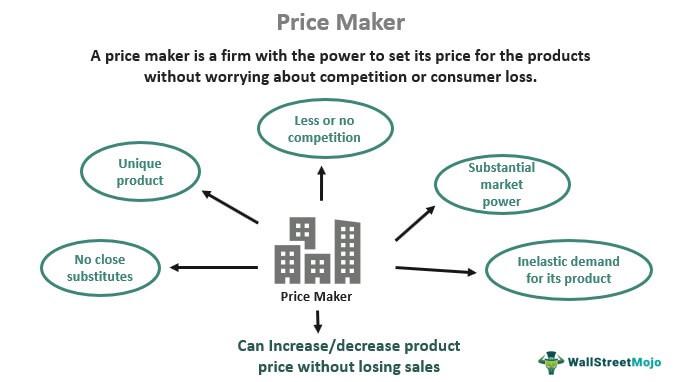 Price Maker
A price maker is a firm with the power to set its price for the products
without worrying about competition or consumer loss.
Less or no
competition
Unique
product
Substantial
market
power
No close
substitutes
Inelastic demand
for its product
Price Maker
Can Increase/decrease product
price without losing sales
WallStreetMojo